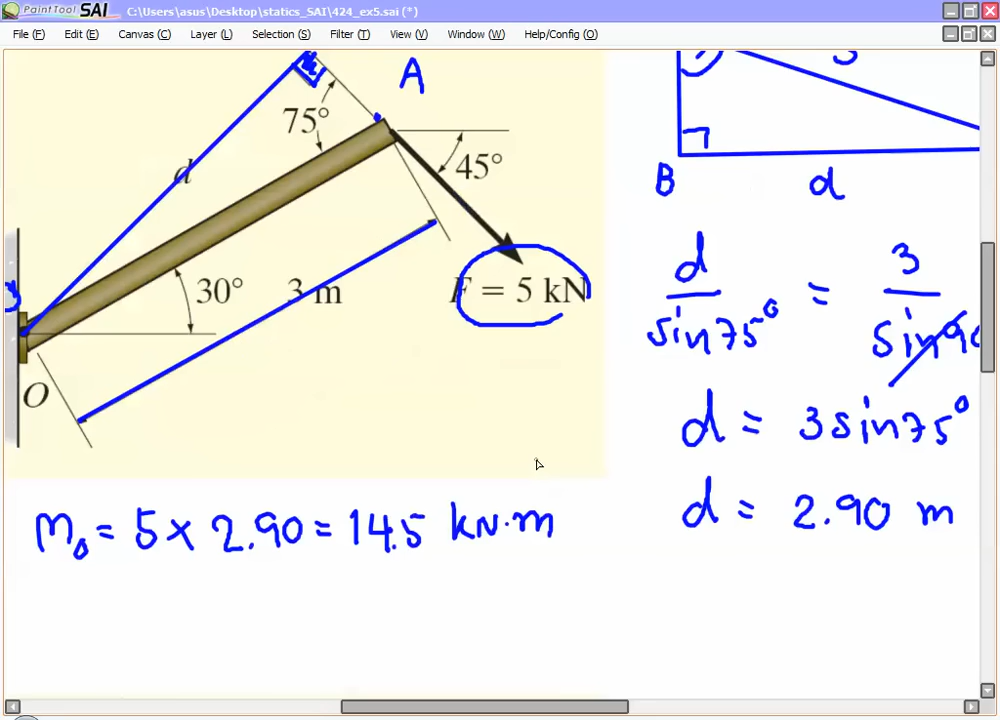 PaintTool SAI C:\Users\asus\Desktop\statics_SAI\424_ex5.sai (*)
File (F) Edit (E) Canvas (C) Layer (L) Selection (S) Filter (T) View (V) Window (W) Help/Config (O)
A
75°
45°
d
30°
3 m
F = 5 kN
O
B
d
d/sin75° = 3/sin90
d = 3sin75°
d = 2.90 m
Mo = 5 x 2.90 = 14.5 kN·m